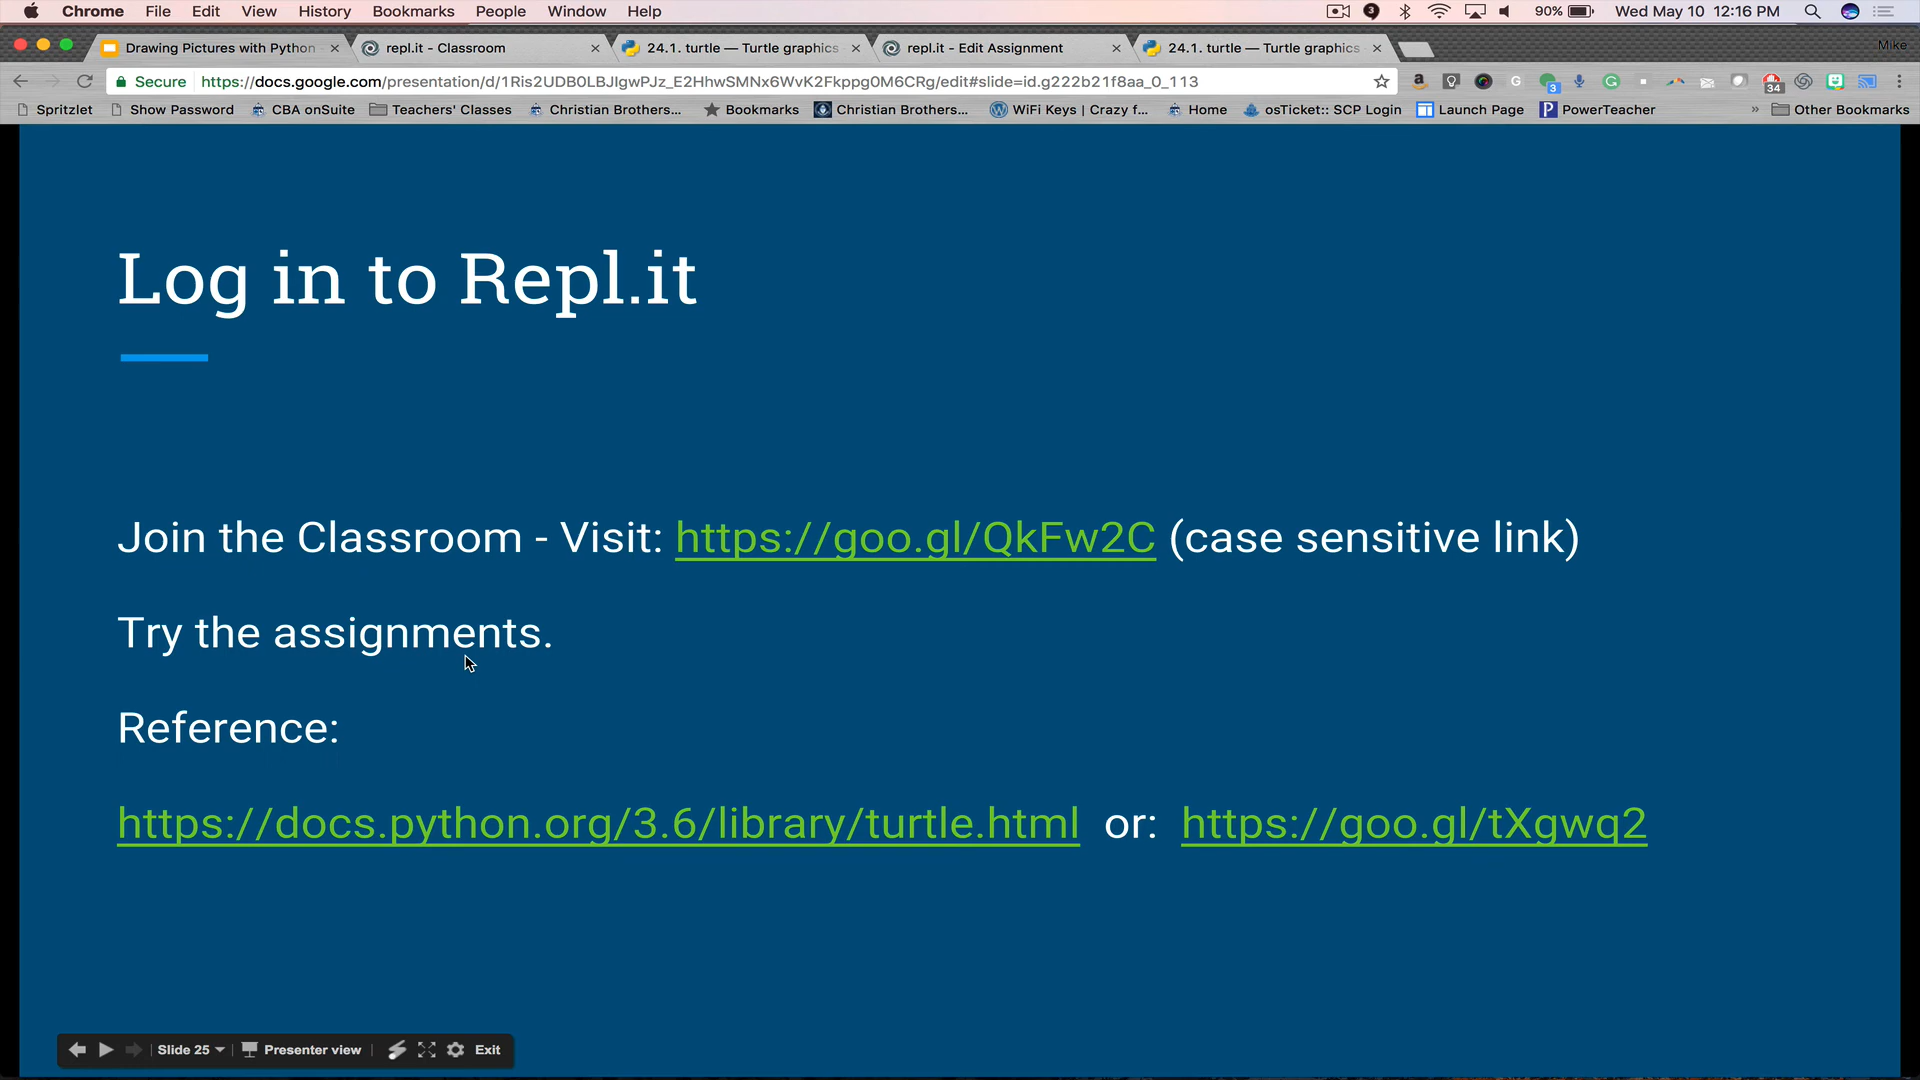 Chrome File Edit View History Bookmarks People Window Help 3 90% Wed May 10 12:16 PM
Drawing Pictures with Python repl.it - Classroom 24.1. turtle — Turtle graphics repl.it - Edit Assignment 24.1. turtle — Turtle graphics Mike
Secure https://docs.google.com/presentation/d/1Ris2UDB0LBJlgwPJz_E2HhwSMNx6WvK2Fkppg0M6CRg/edit#slide=id.g222b21f8aa_0_113 a G 3 G 34
Spritzlet Show Password CBA onSuite Teachers' Classes Christian Brothers... Bookmarks Christian Brothers... WiFi Keys | Crazy f... Home osTicket:: SCP Login Launch Page P PowerTeacher » Other Bookmarks
Log in to Repl.it
Join the Classroom - Visit: https://goo.gl/QkFw2C (case sensitive link)
Try the assignments.
Reference:
https://docs.python.org/3.6/library/turtle.html or: https://goo.gl/tXgwq2
Slide 25 Presenter view Exit